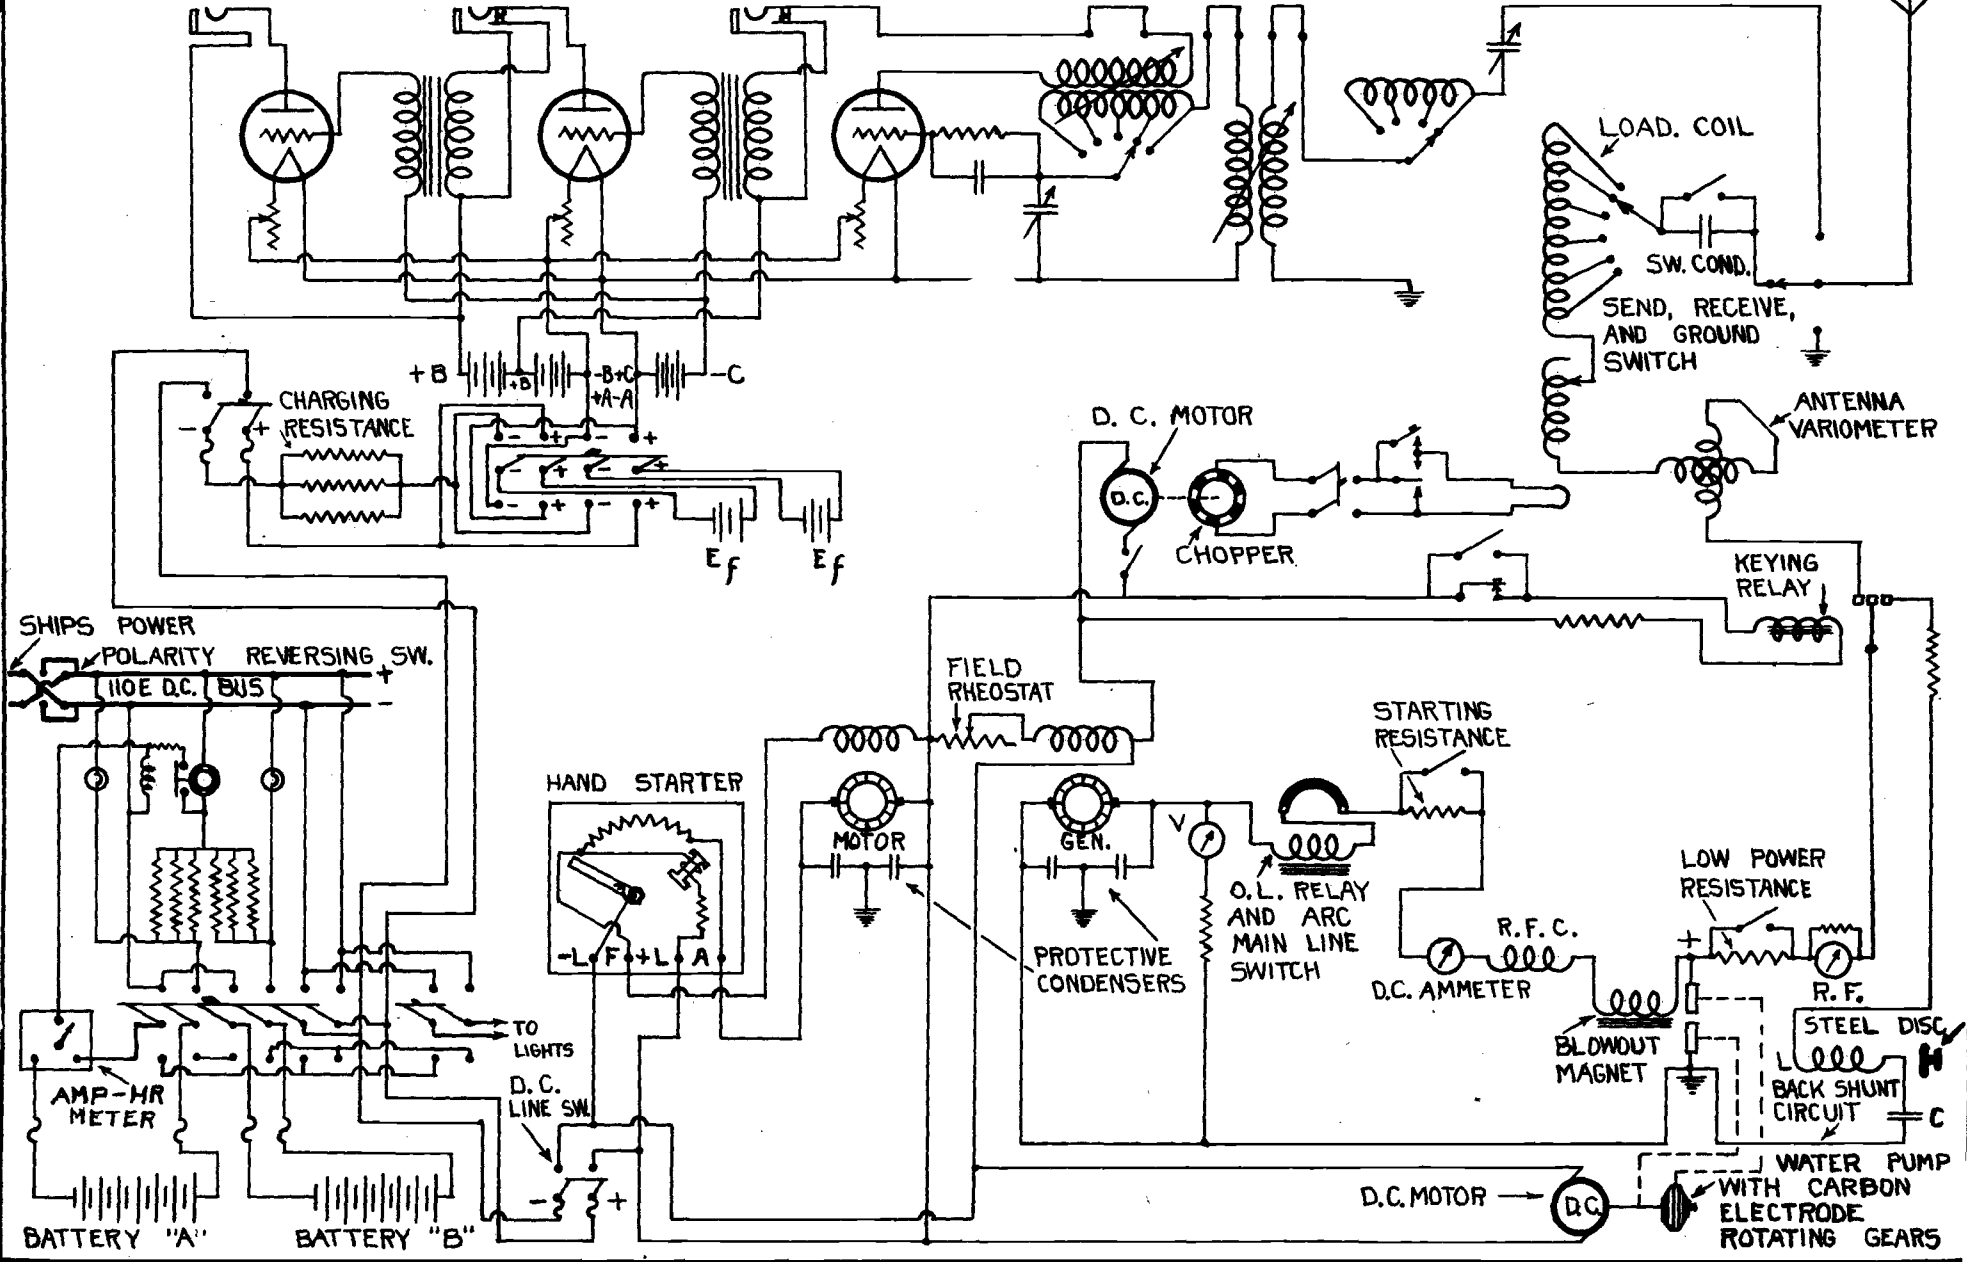 LOAD. COIL
SW. COND.
SEND, RECEIVE,
AND GROUND
SWITCH
+B
+B
-B+C
+A-A
-C
CHARGING
RESISTANCE
- +
- + - +
- + - +
- + - +
E f
E f
D. C. MOTOR
D.C.
CHOPPER
ANTENNA
VARIOMETER
KEYING
RELAY
SHIPS POWER
POLARITY REVERSING SW.
+
110E D.C. BUS
-
FIELD
RHEOSTAT
STARTING
RESISTANCE
HAND STARTER
-L F +L A
MOTOR
GEN.
V
O.L. RELAY
AND ARC
MAIN LINE
SWITCH
PROTECTIVE
CONDENSERS
LOW POWER
RESISTANCE
R.F.C.
+
D.C. AMMETER
R.F.
BLOWOUT
MAGNET
STEEL DISC
L
BACK SHUNT
CIRCUIT
C
TO
LIGHTS
AMP-HR
METER
D.C.
LINE SW.
- +
BATTERY "A"
BATTERY "B"
D.C. MOTOR
D.C.
WATER PUMP
WITH CARBON
ELECTRODE
ROTATING GEARS